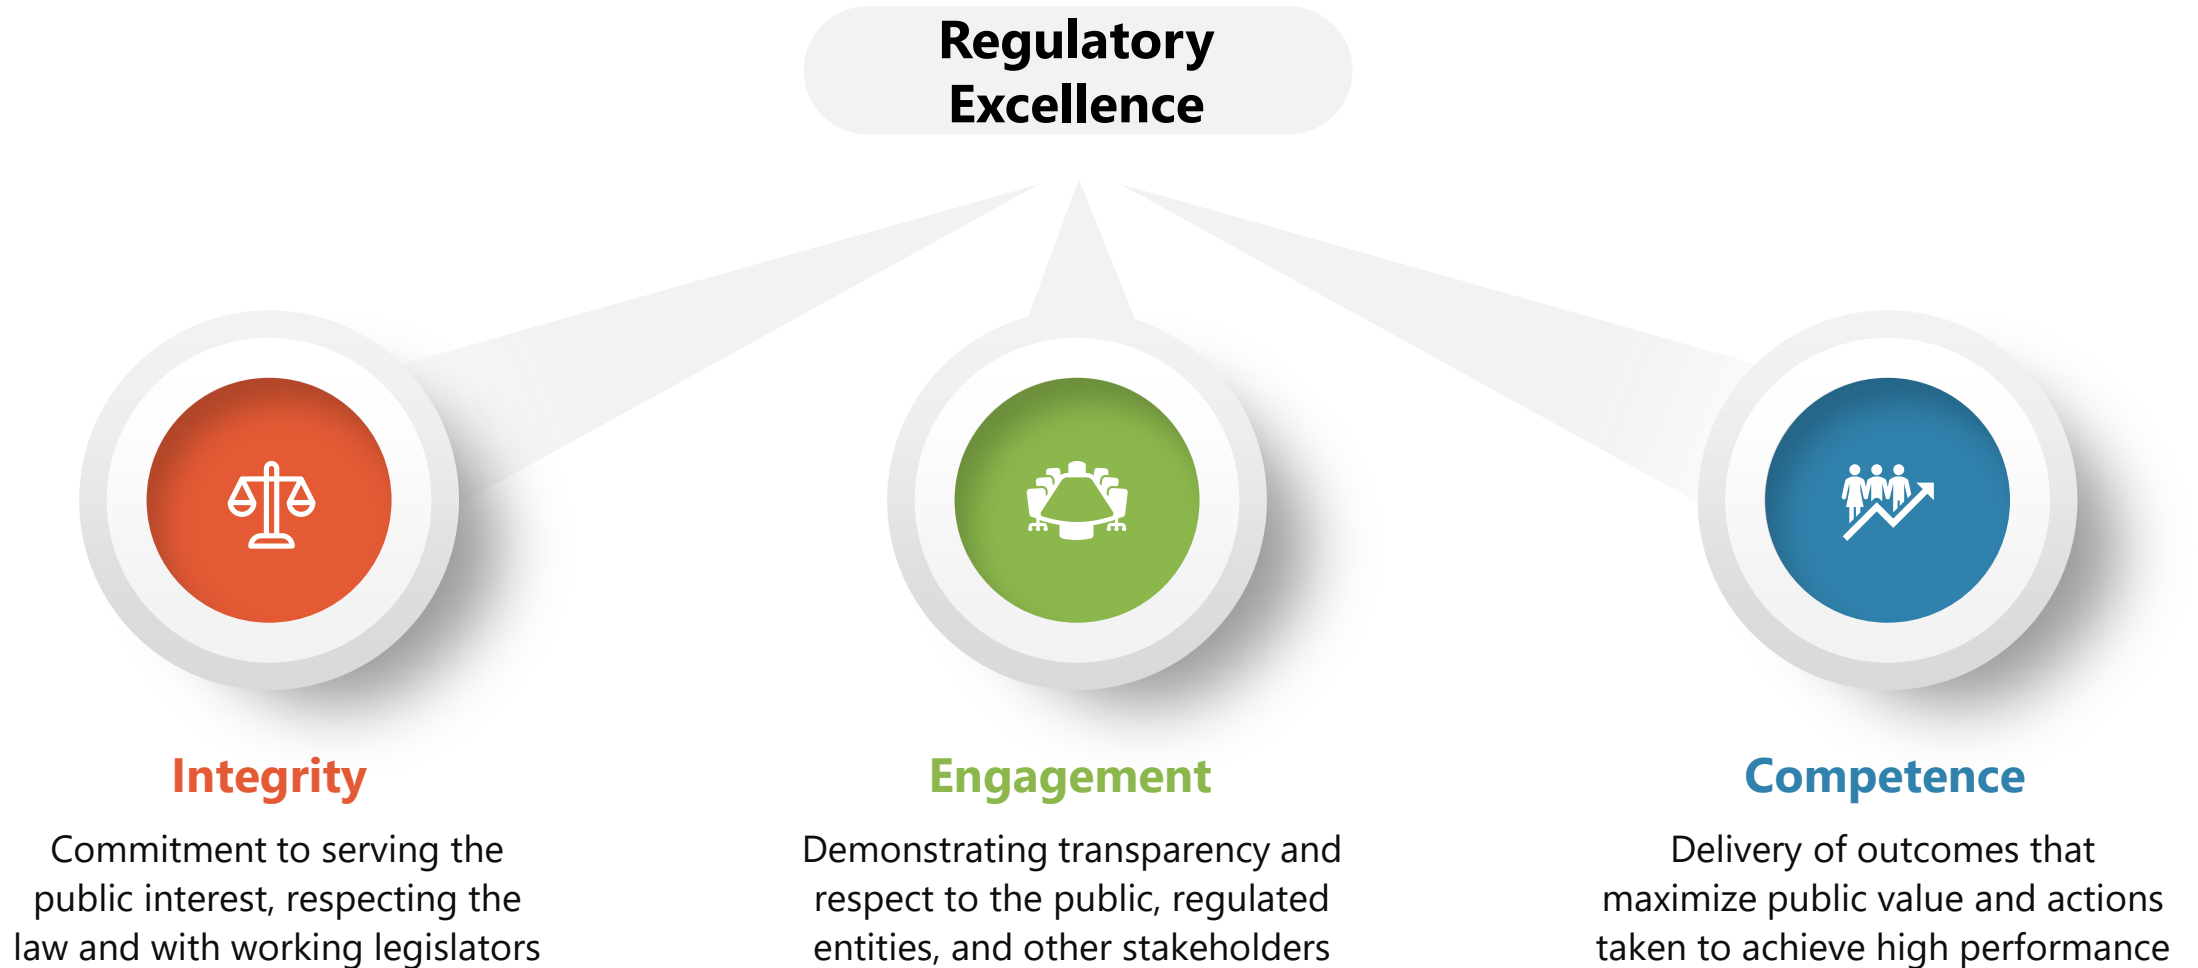 Regulatory
Excellence
Integrity
Commitment to serving the
public interest, respecting the
law and with working legislators
Engagement
Demonstrating transparency and
respect to the public, regulated
entities, and other stakeholders
Competence
Delivery of outcomes that
maximize public value and actions
taken to achieve high performance